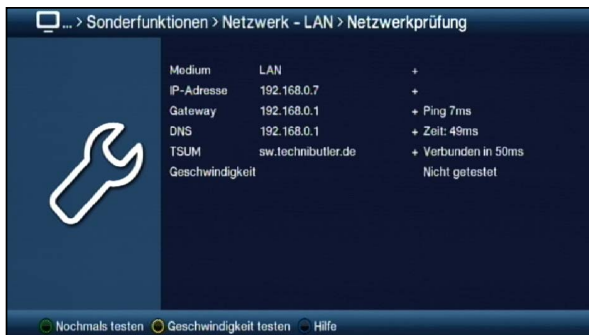 ... > Sonderfunktionen > Netzwerk - LAN > Netzwerkprüfung
Medium LAN +
IP-Adresse 192.168.0.7 +
Gateway 192.168.0.1 + Ping 7ms
DNS 192.168.0.1 + Zeit: 49ms
TSUM sw.technibutler.de + Verbunden in 50ms
Geschwindigkeit Nicht getestet
Nochmals testen Geschwindigkeit testen Hilfe